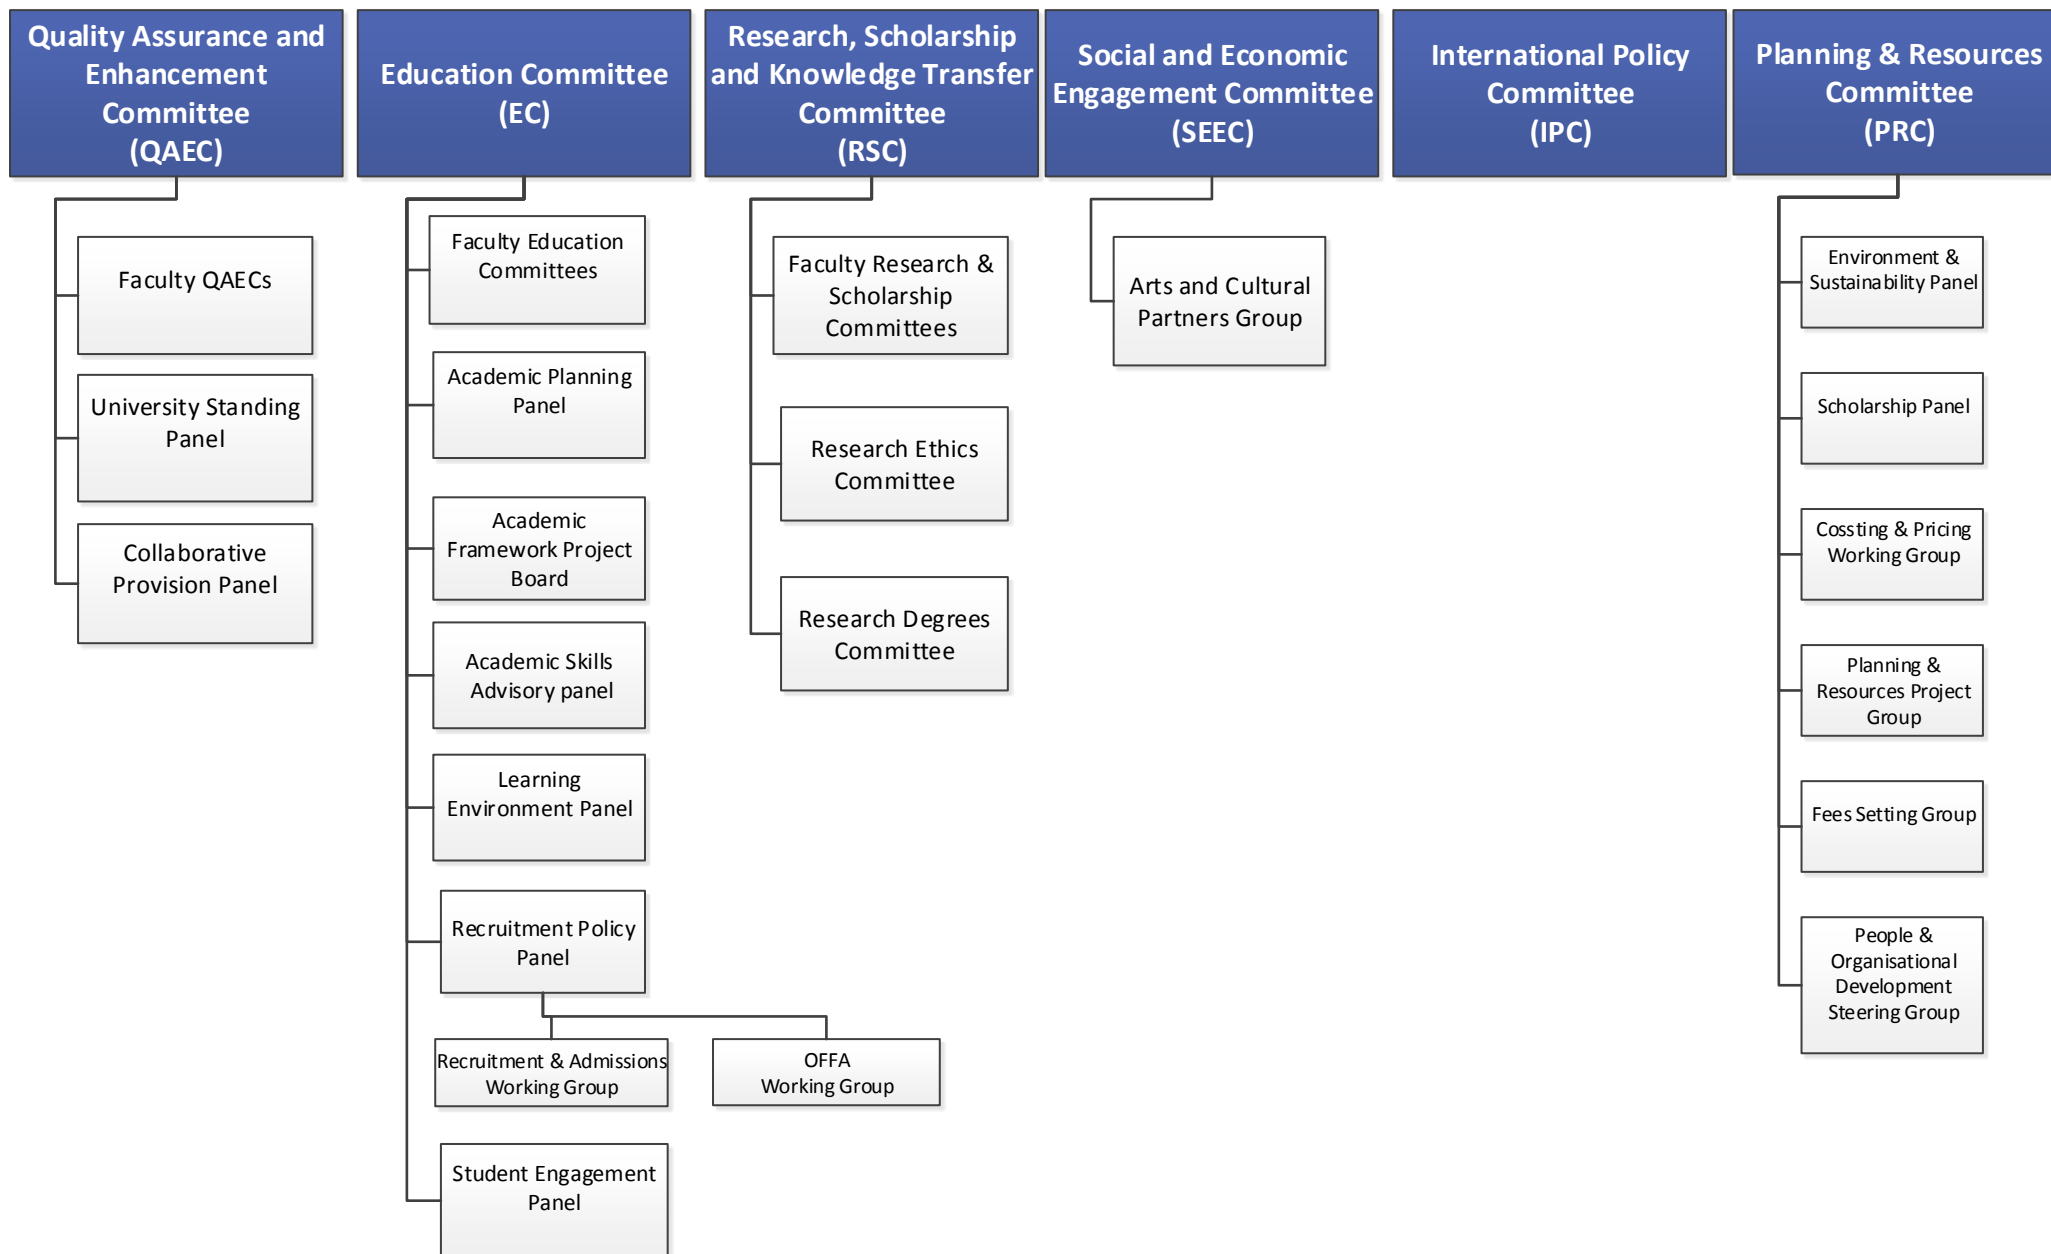 Quality Assurance and
Enhancement
Committee
(QAEC)
Education Committee
(EC)
Research, Scholarship
and Knowledge Transfer
Committee
(RSC)
Social and Economic
Engagement Committee
(SEEC)
International Policy
Committee
(IPC)
Planning & Resources
Committee
(PRC)
Faculty QAECs
University Standing
Panel
Collaborative
Provision Panel
Faculty Education
Committees
Academic Planning
Panel
Academic
Framework Project
Board
Academic Skills
Advisory panel
Learning
Environment Panel
Recruitment Policy
Panel
Recruitment & Admissions
Working Group
OFFA
Working Group
Student Engagement
Panel
Faculty Research &
Scholarship
Committees
Research Ethics
Committee
Research Degrees
Committee
Arts and Cultural
Partners Group
Environment &
Sustainability Panel
Scholarship Panel
Cossting & Pricing
Working Group
Planning &
Resources Project
Group
Fees Setting Group
People &
Organisational
Development
Steering Group